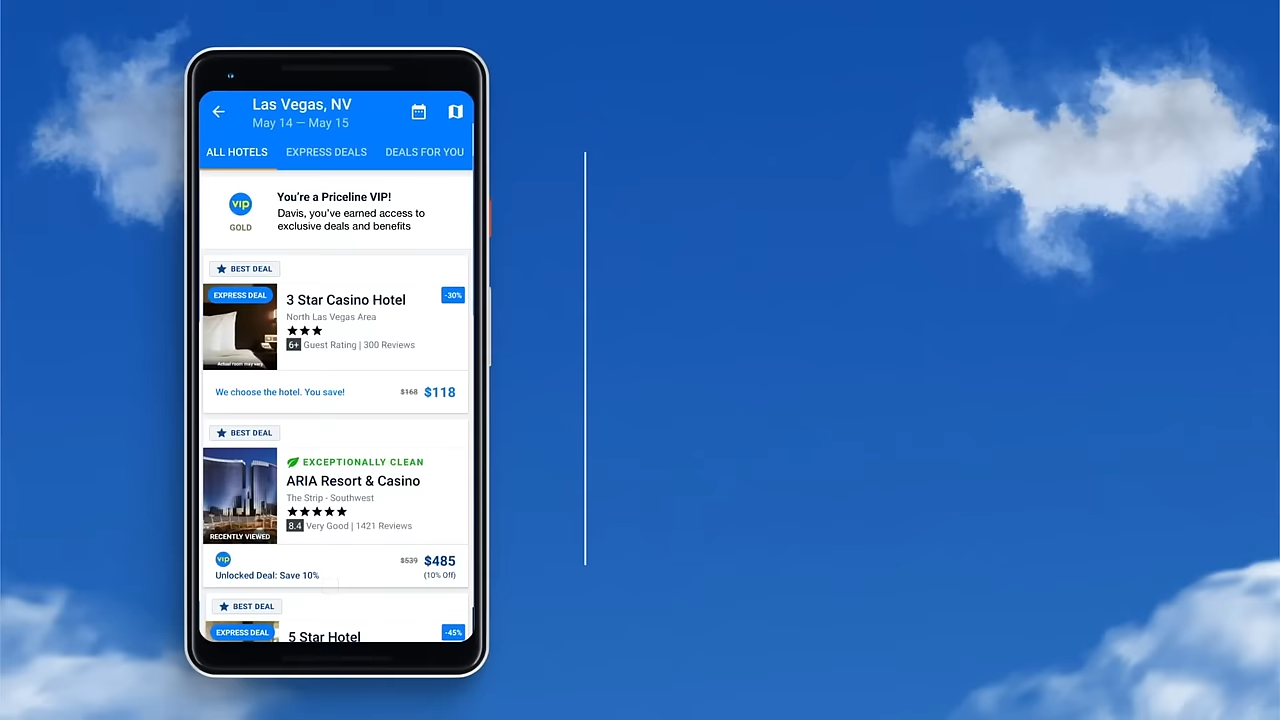 Las Vegas, NV
May 14 — May 15
ALL HOTELS EXPRESS DEALS DEALS FOR YOU
You're a Priceline VIP!
vip
Davis, you've earned access to
GOLD
exclusive deals and benefits
BEST DEAL
EXPRESS DEAL
3 Star Casino Hotel
-30%
North Las Vegas Area
6+ Guest Rating | 300 Reviews
Actual room may vary
We choose the hotel. You save! $168 $118
BEST DEAL
EXCEPTIONALLY CLEAN
ARIA Resort & Casino
The Strip - Southwest
8.4 Very Good | 1421 Reviews
RECENTLY VIEWED
vip
$539 $485
Unlocked Deal: Save 10% (10% Off)
BEST DEAL
EXPRESS DEAL
5 Star Hotel
-45%